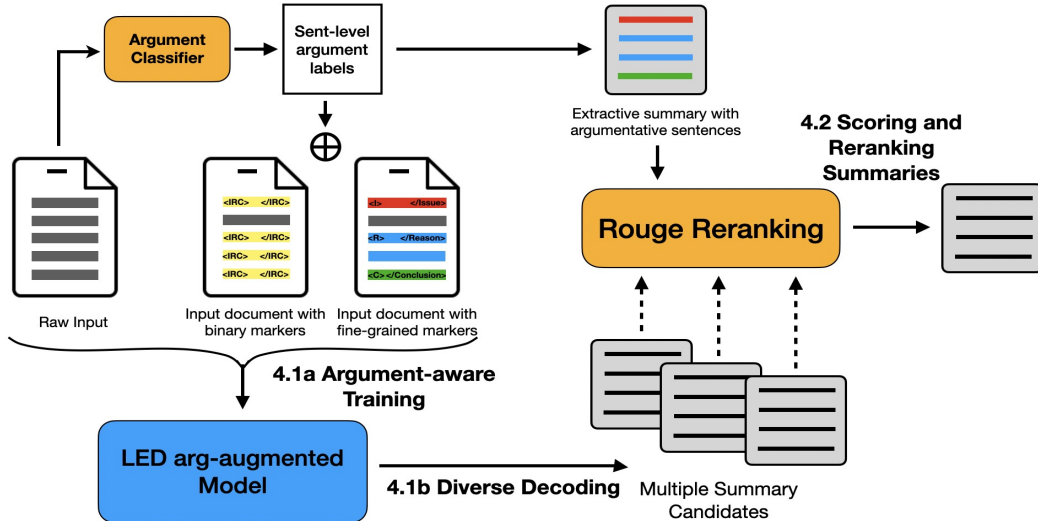 Argument
Classifier
Sent-level
argument
labels
Extractive summary with
argumentative sentences
4.2 Scoring and
Reranking
Summaries
<IRC> </IRC>
<IRC> </IRC>
<IRC> </IRC>
<IRC> </IRC>
<I> </Issue>
<R> </Reason>
<C> </Conclusion>
Rouge Reranking
Raw Input
Input document with
binary markers
Input document with
fine-grained markers
4.1a Argument-aware
Training
LED arg-augmented
Model
4.1b Diverse Decoding
Multiple Summary
Candidates